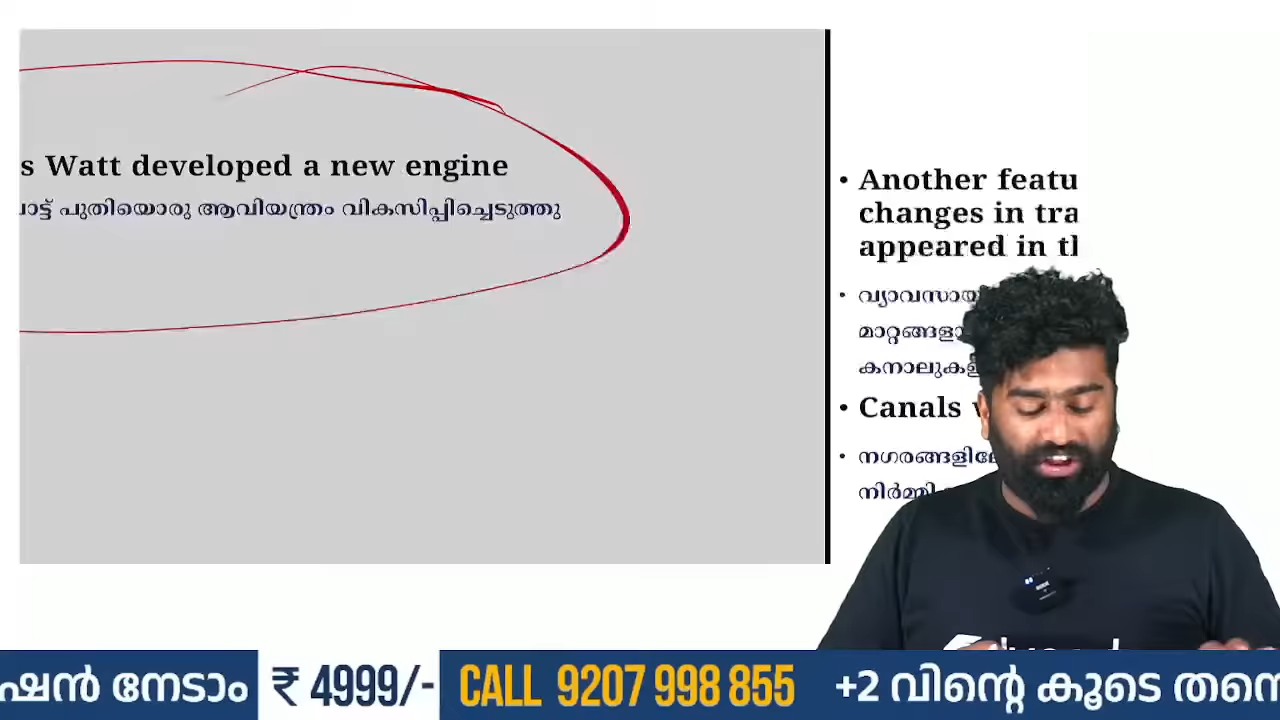 s Watt developed a new engine
ാട്ട് പുതിയൊരു ആവിയന്ത്രം വികസിപ്പിച്ചെടുത്തു
• Another featu
changes in tra
appeared in tl
• വ്യാവസായ
മാറ്റങ്ങളാ
കനാലുകള
• Canals
• നഗരങ്ങളിലേ
നിർമ്മി
ഷൻ നേടാം ₹ 4999/- CALL 9207 998 855 +2 വിന്റെ കൂടെ തന്നെ